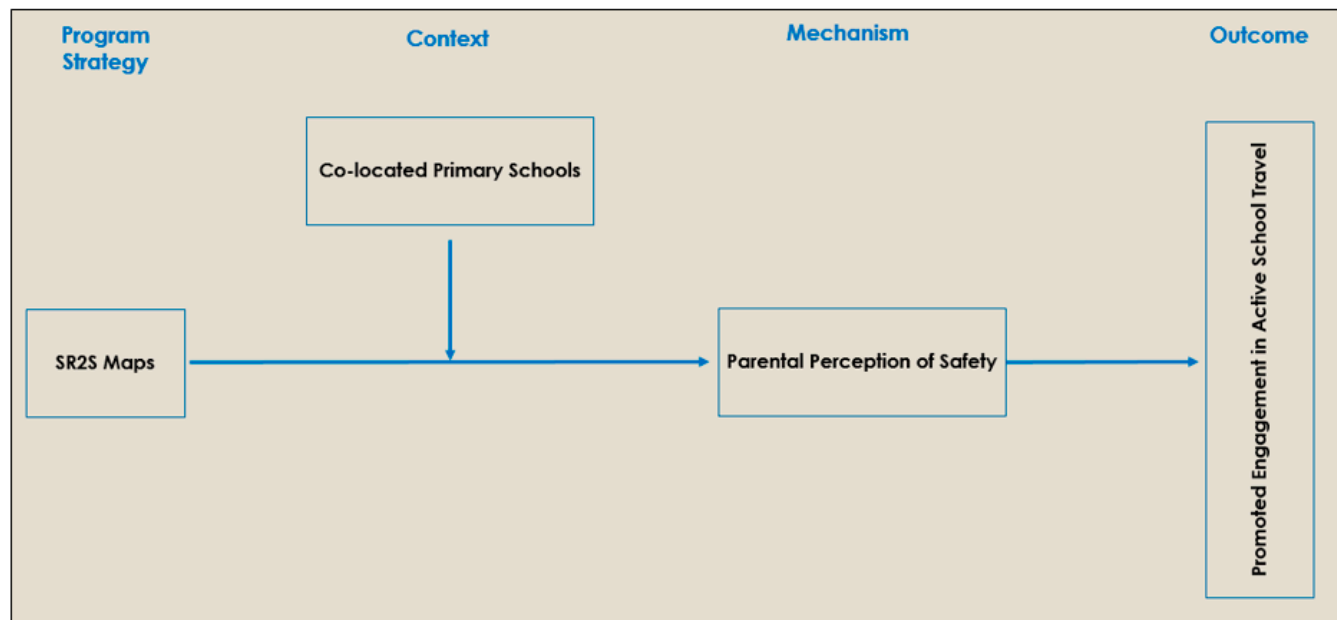 Program
Strategy
Context
Mechanism
Outcome
Co-located Primary Schools
SR2S Maps
Parental Perception of Safety
Promoted Engagement in Active School Travel